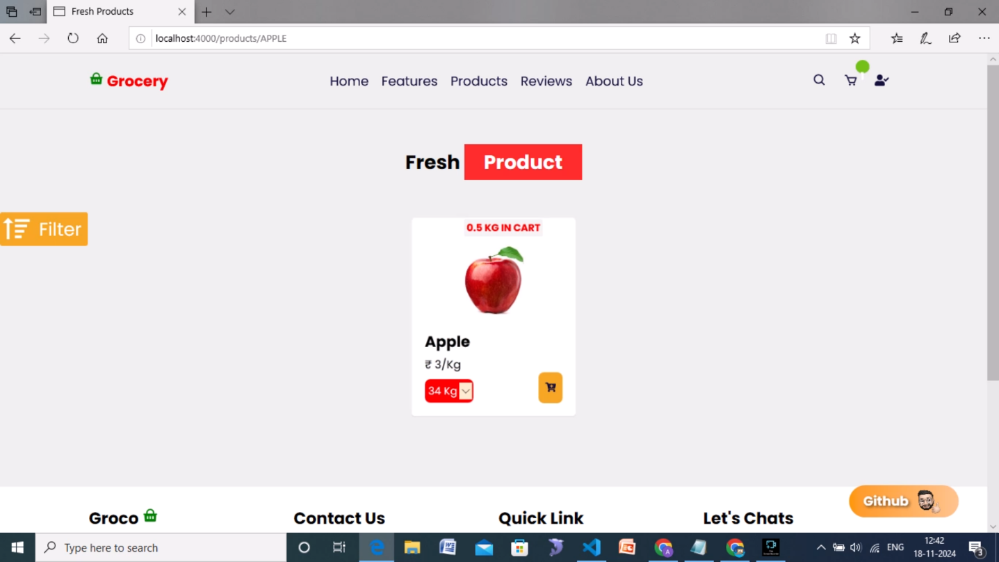 Fresh Products
localhost:4000/products/APPLE
Grocery
Home Features Products Reviews About Us
Fresh Product
Filter
0.5 KG IN CART
Apple
₹ 3/Kg
34 Kg
Github
Groco
Contact Us
Quick Link
Let's Chats
Type here to search
ENG
12:42
18-11-2024
3